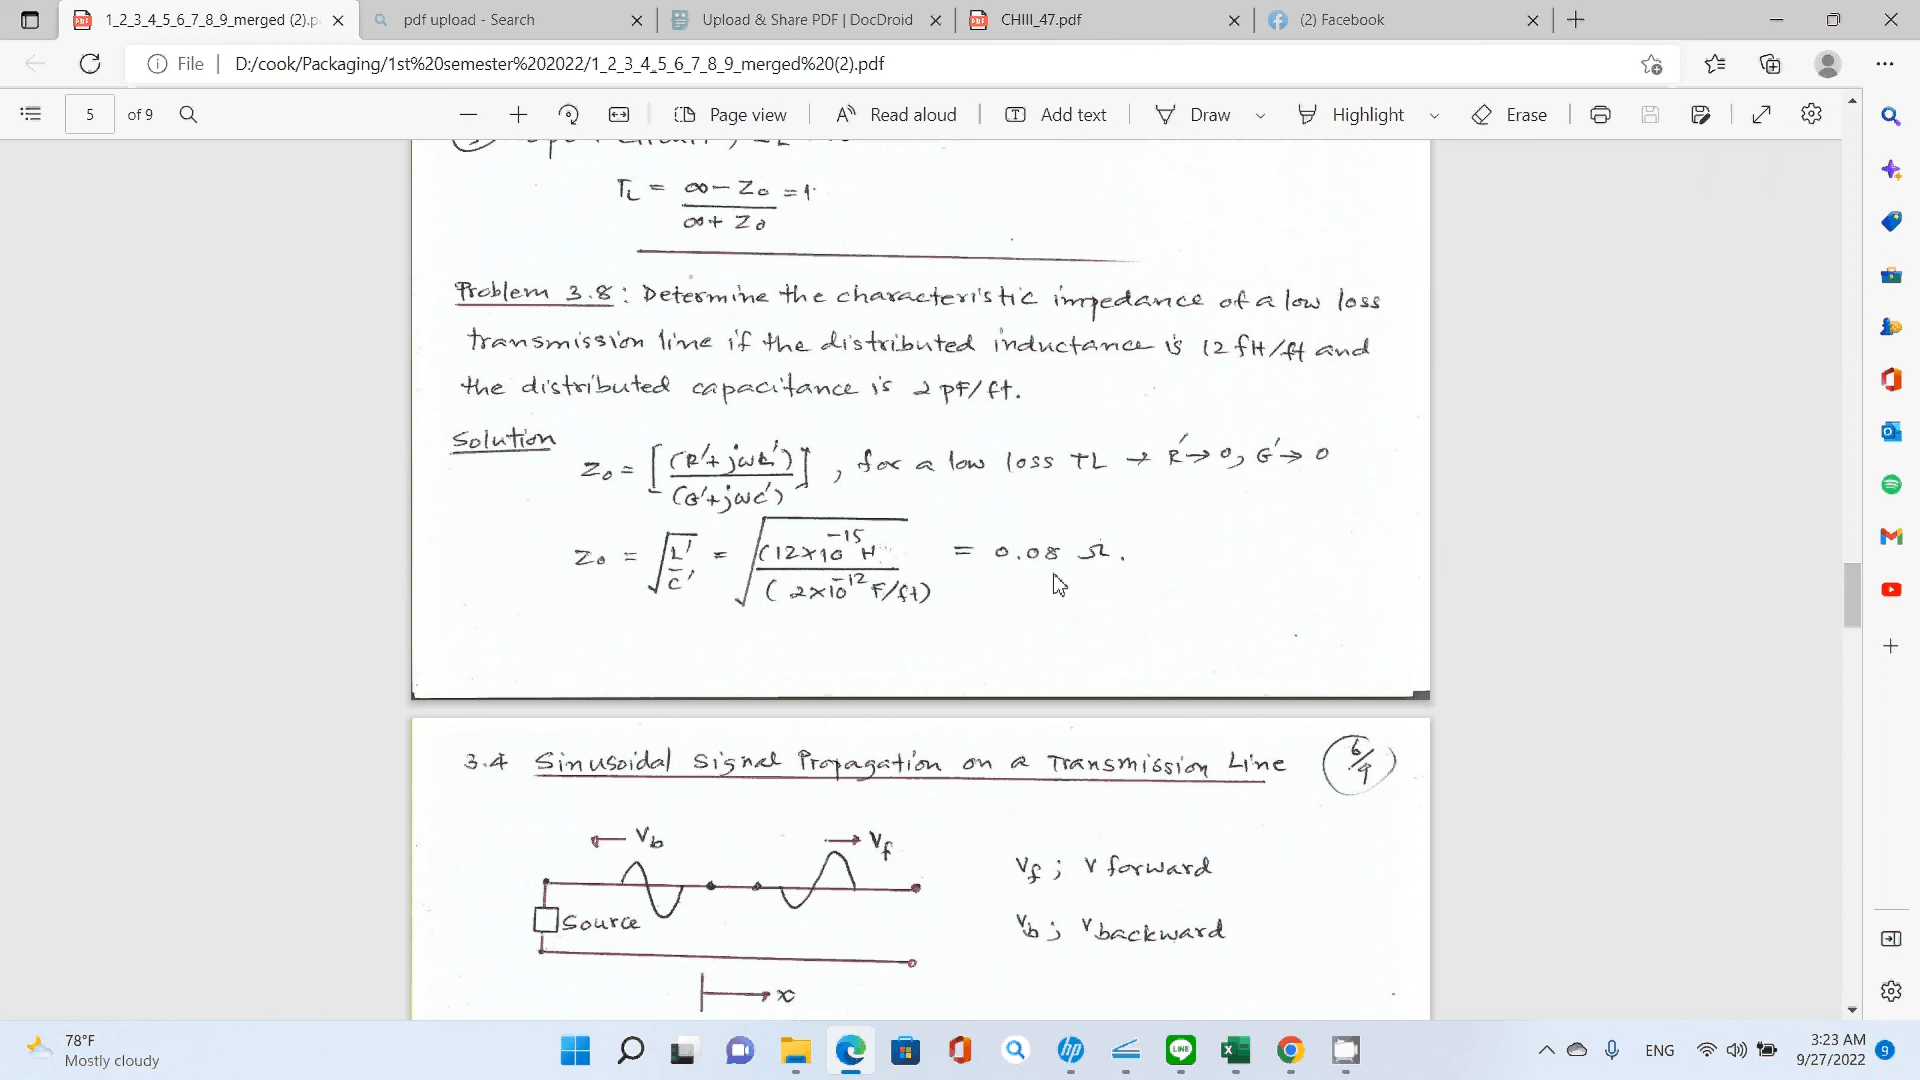 1_2_3_4_5_6_7_8_9_merged (2).p
pdf upload - Search
Upload & Share PDF | DocDroid
CHIII_47.pdf
(2) Facebook
File
D:/cook/Packaging/1st%20semester%202022/1_2_3_4_5_6_7_8_9_merged%20(2).pdf
5 of 9
Page view
Read aloud
Add text
Draw
Highlight
Erase
ΓL = ∞ - Zo / ∞ + Zo = 1
Problem 3.8 : Determine the characteristic impedance of a low loss
transmission line if the distributed inductance is 12 fH/ft and
the distributed capacitance is 2 pF/ft.
Solution
Zo = [(R'+jωL') / (G'+jωC')] , for a low loss TL → R'→ 0, G'→ 0
Zo = √(L'/C') = √((12×10^-15 H / (2×10^-12 F/ft)) = 0.08 Ω.
3.4 Sinusoidal Signal Propagation on a Transmission Line
6/9
← Vb
→ Vf
Vf ; V forward
Source
Vb ; V backward
→ x
78°F
Mostly cloudy
ENG
3:23 AM
9/27/2022
9